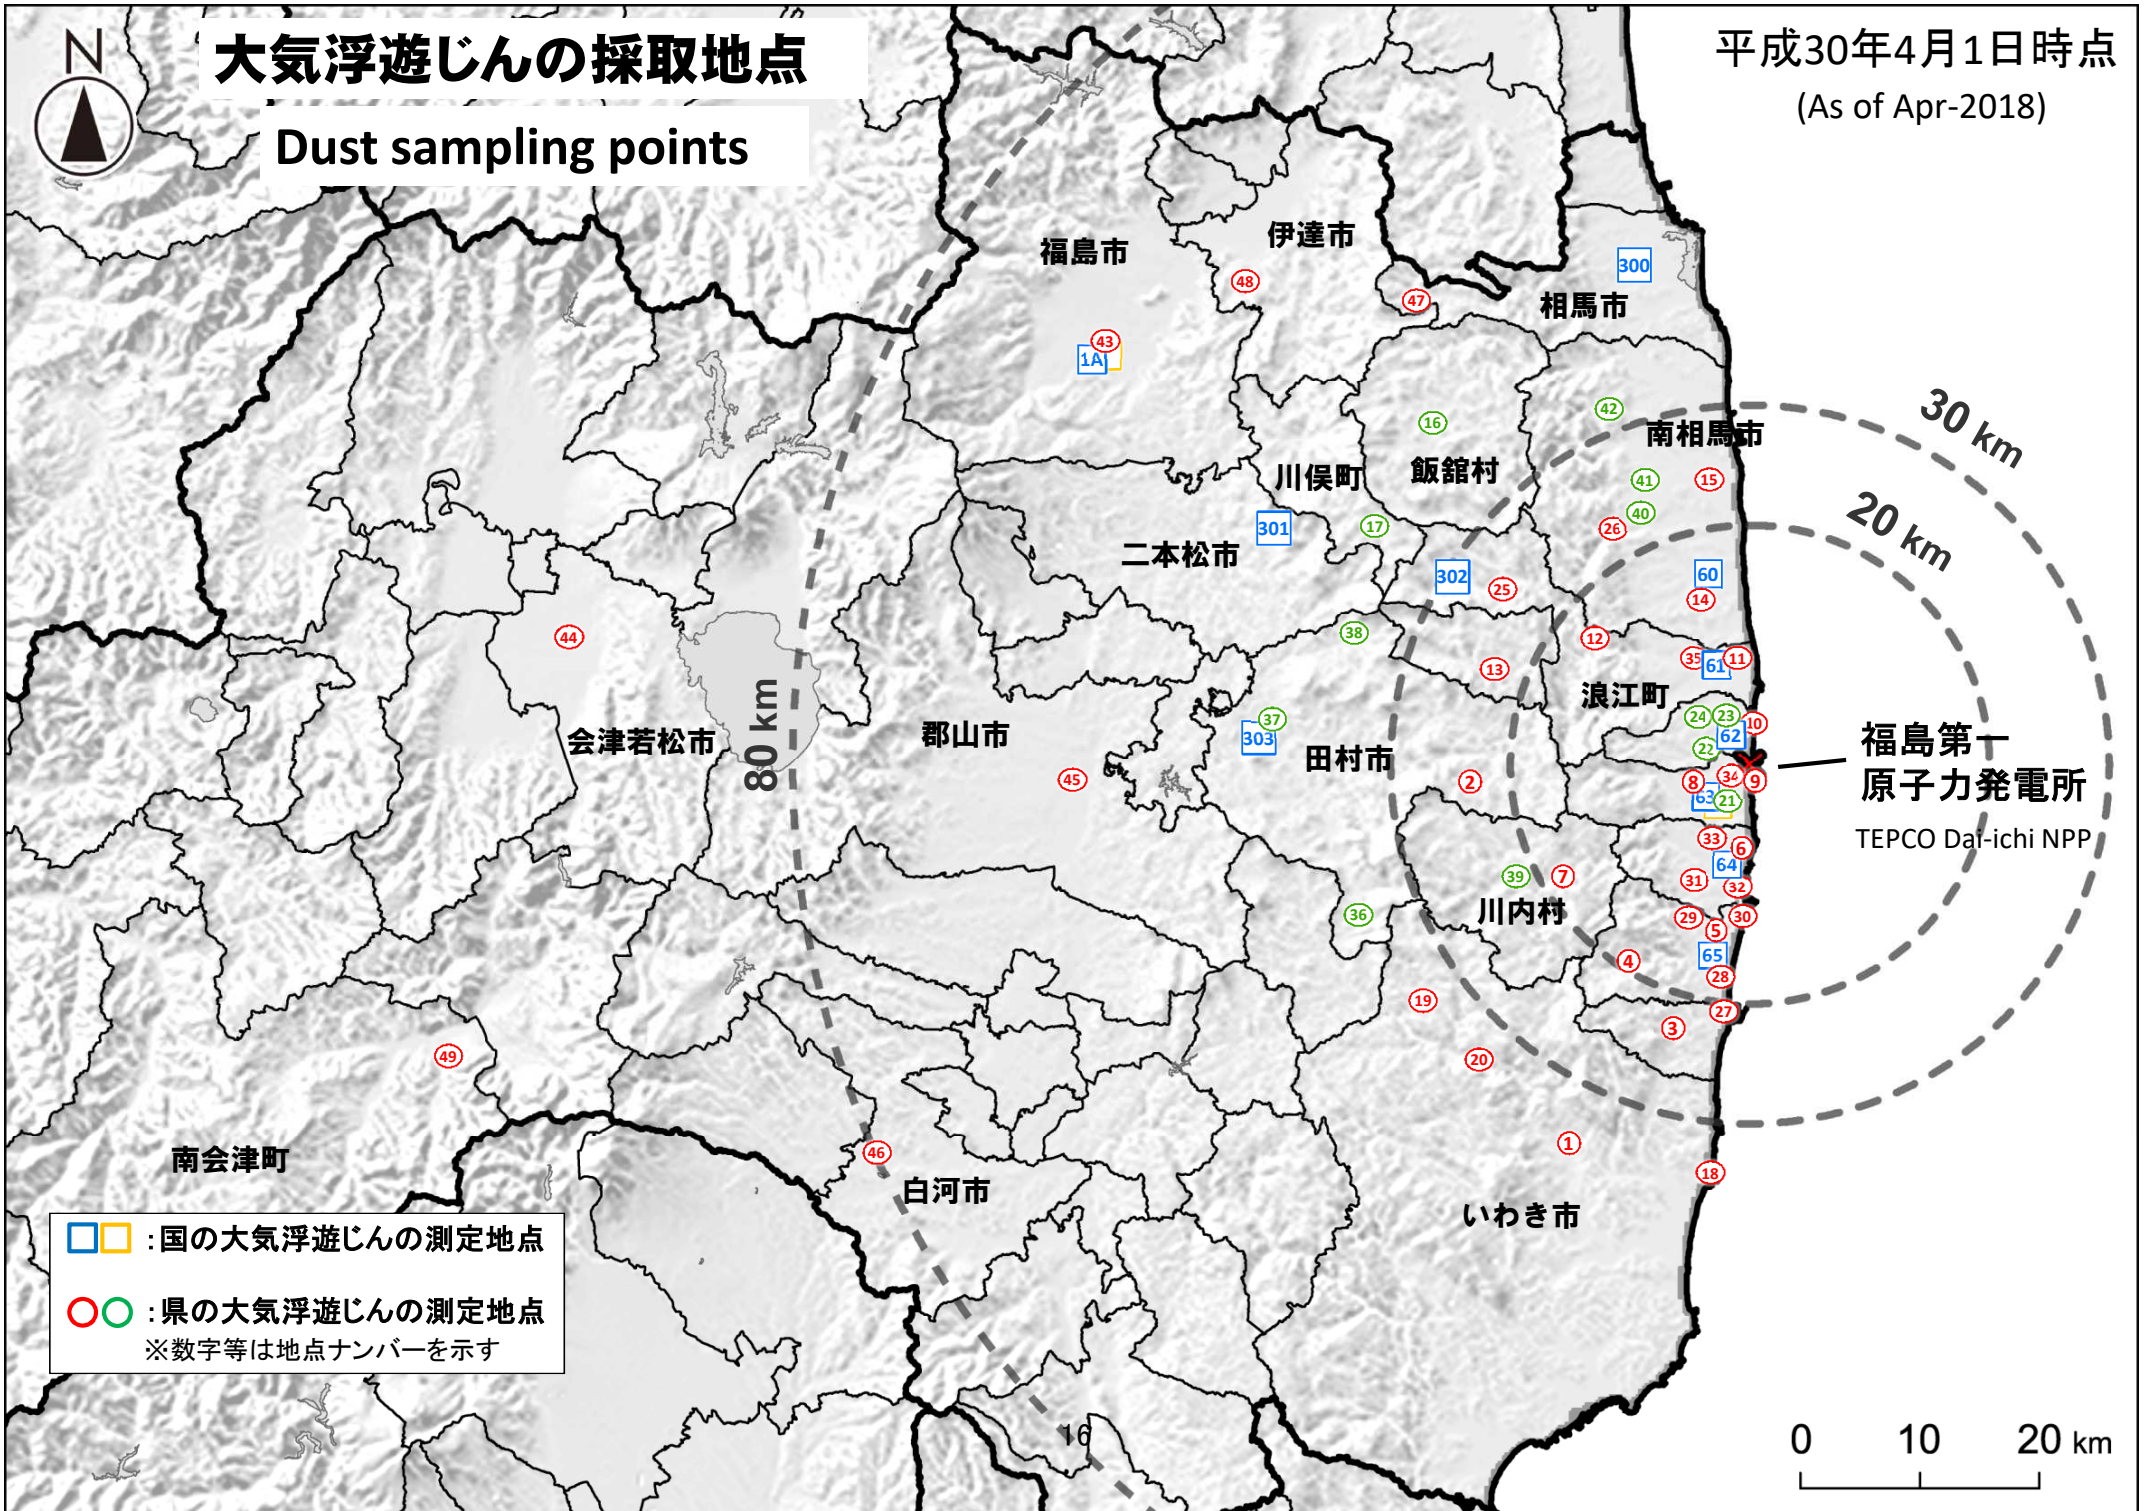 大気浮遊じんの採取地点
Dust sampling points
平成30年4月1日時点
(As of Apr-2018)
N
福島市
伊達市
300
相馬市
48
47
43
1A
30 km
42
16
南相馬市
川俣町
飯舘村
41
15
20 km
40
17
26
301
二本松市
302
60
25
14
44
38
12
35
61
11
13
浪江町
80 km
会津若松市
郡山市
37
303
田村市
24
23
10
62
22
福島第一
原子力発電所
TEPCO Dai-ichi NPP
45
2
8
34
9
63
21
33
6
64
39
7
31
32
川内村
36
29
30
5
4
65
28
19
27
3
49
20
1
46
18
南会津町
白河市
いわき市
:国の大気浮遊じんの測定地点
:県の大気浮遊じんの測定地点
※数字等は地点ナンバーを示す
16
0 10 20 km